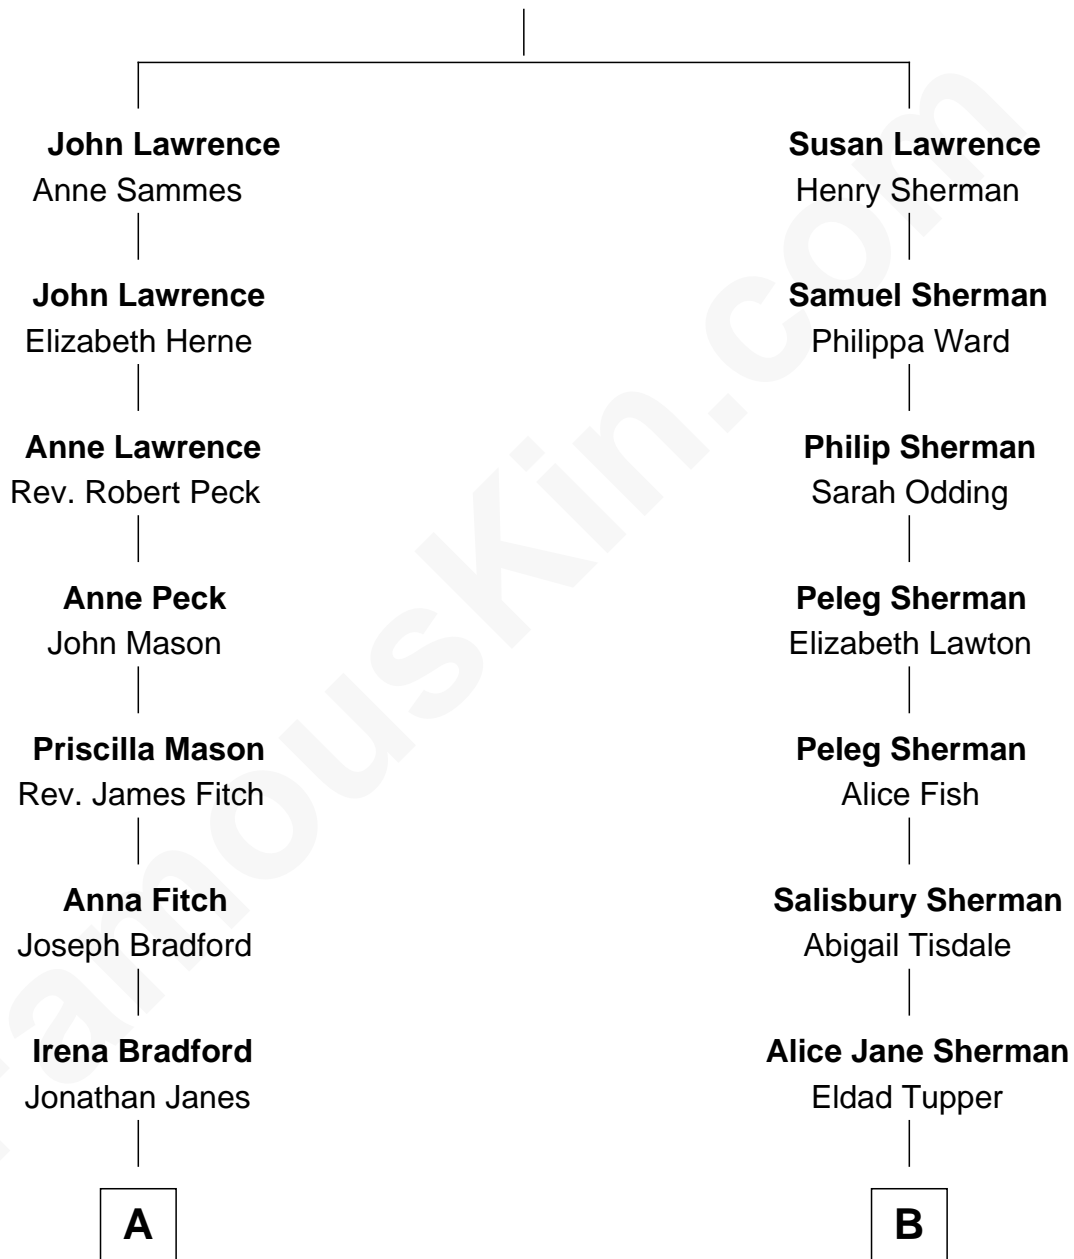 John Lawrence
Anne Sammes
John Lawrence
Elizabeth Herne
Anne Lawrence
Rev. Robert Peck
Anne Peck
John Mason
Priscilla Mason
Rev. James Fitch
Anna Fitch
Joseph Bradford
Irena Bradford
Jonathan Janes
A
Susan Lawrence
Henry Sherman
Samuel Sherman
Philippa Ward
Philip Sherman
Sarah Odding
Peleg Sherman
Elizabeth Lawton
Peleg Sherman
Alice Fish
Salisbury Sherman
Abigail Tisdale
Alice Jane Sherman
Eldad Tupper
B
FamousKin.com